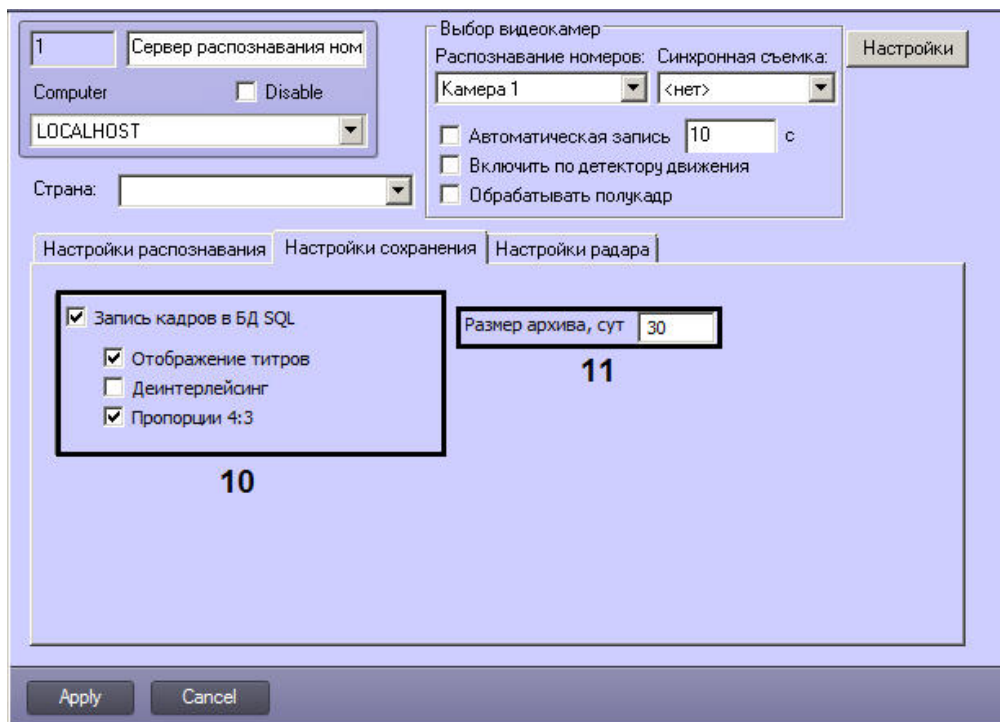 1
Сервер распознавания ном
Computer
Disable
LOCALHOST
Страна:
Выбор видеокамер
Распознавание номеров: Синхронная съемка:
Камера 1
<нет>
Автоматическая запись 10 с
Включить по детектору движения
Обрабатывать полукадр
Настройки
Настройки распознавания Настройки сохранения Настройки радара
Запись кадров в БД SQL
Отображение титров
Деинтерлейсинг
Пропорции 4:3
10
Размер архива, сут 30
11
Apply Cancel